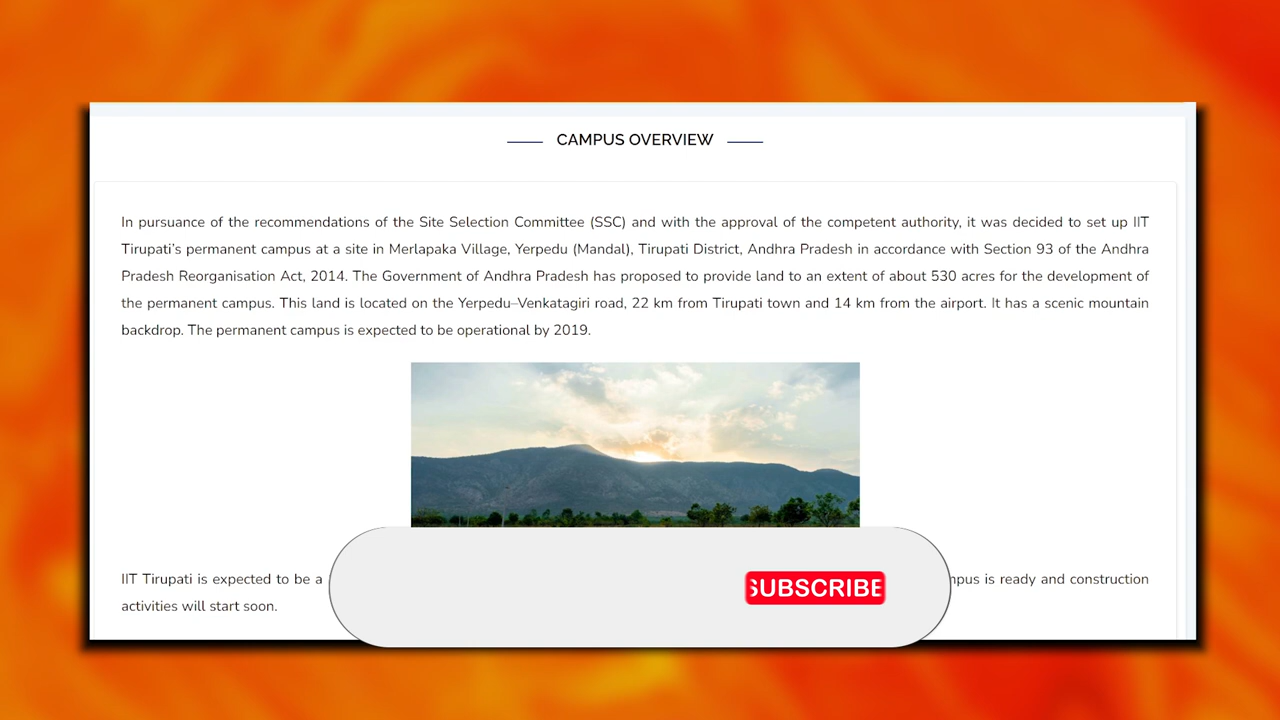 CAMPUS OVERVIEW
In pursuance of the recommendations of the Site Selection Committee (SSC) and with the approval of the competent authority, it was decided to set up IIT
Tirupati's permanent campus at a site in Merlapaka Village, Yerpedu (Mandal), Tirupati District, Andhra Pradesh in accordance with Section 93 of the Andhra
Pradesh Reorganisation Act, 2014. The Government of Andhra Pradesh has proposed to provide land to an extent of about 530 acres for the development of
the permanent campus. This land is located on the Yerpedu–Venkatagiri road, 22 km from Tirupati town and 14 km from the airport. It has a scenic mountain
backdrop. The permanent campus is expected to be operational by 2019.
IIT Tirupati is expected to be a
is ready and construction
activities will start soon.
SUBSCRIBE